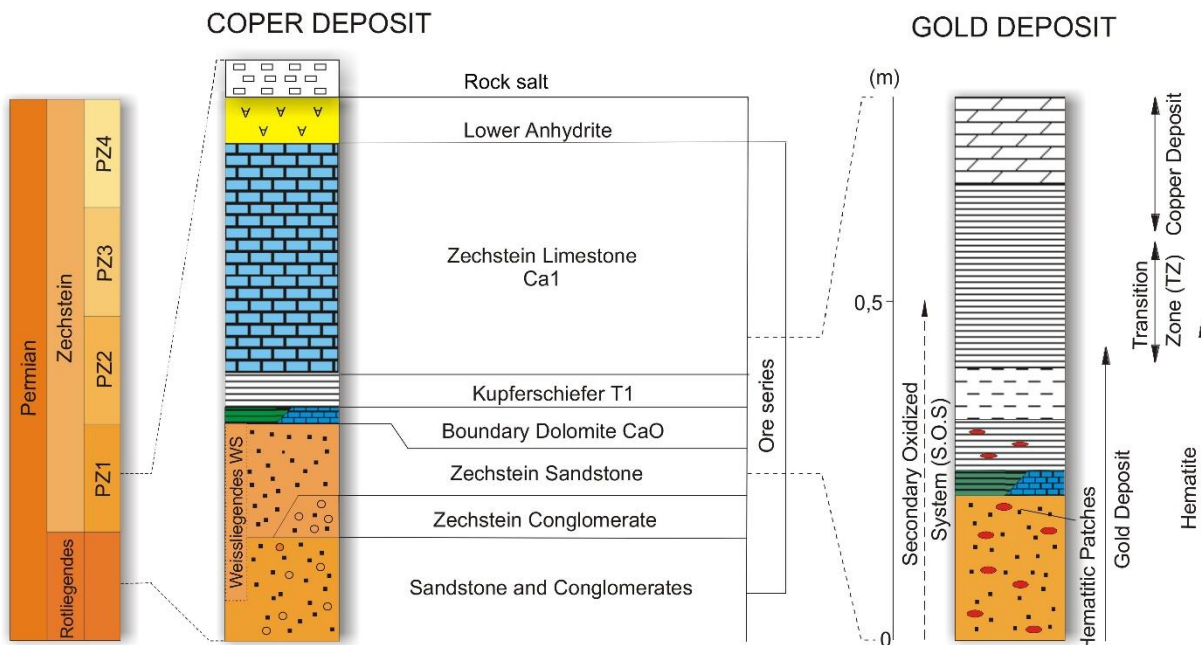 COPER DEPOSIT
GOLD DEPOSIT
Permian
Zechstein
Rotliegendes
PZ4
PZ3
PZ2
PZ1
Weissliegendes WS
Rock salt
Lower Anhydrite
Zechstein Limestone
Ca1
Kupferschiefer T1
Boundary Dolomite CaO
Zechstein Sandstone
Zechstein Conglomerate
Sandstone and Conglomerates
Ore series
(m)
0,5
0
Secondary Oxidized
System (S.O.S)
Hematitic Patches
Gold Deposit
Copper Deposit
Transition
Zone (TZ)
Hematite